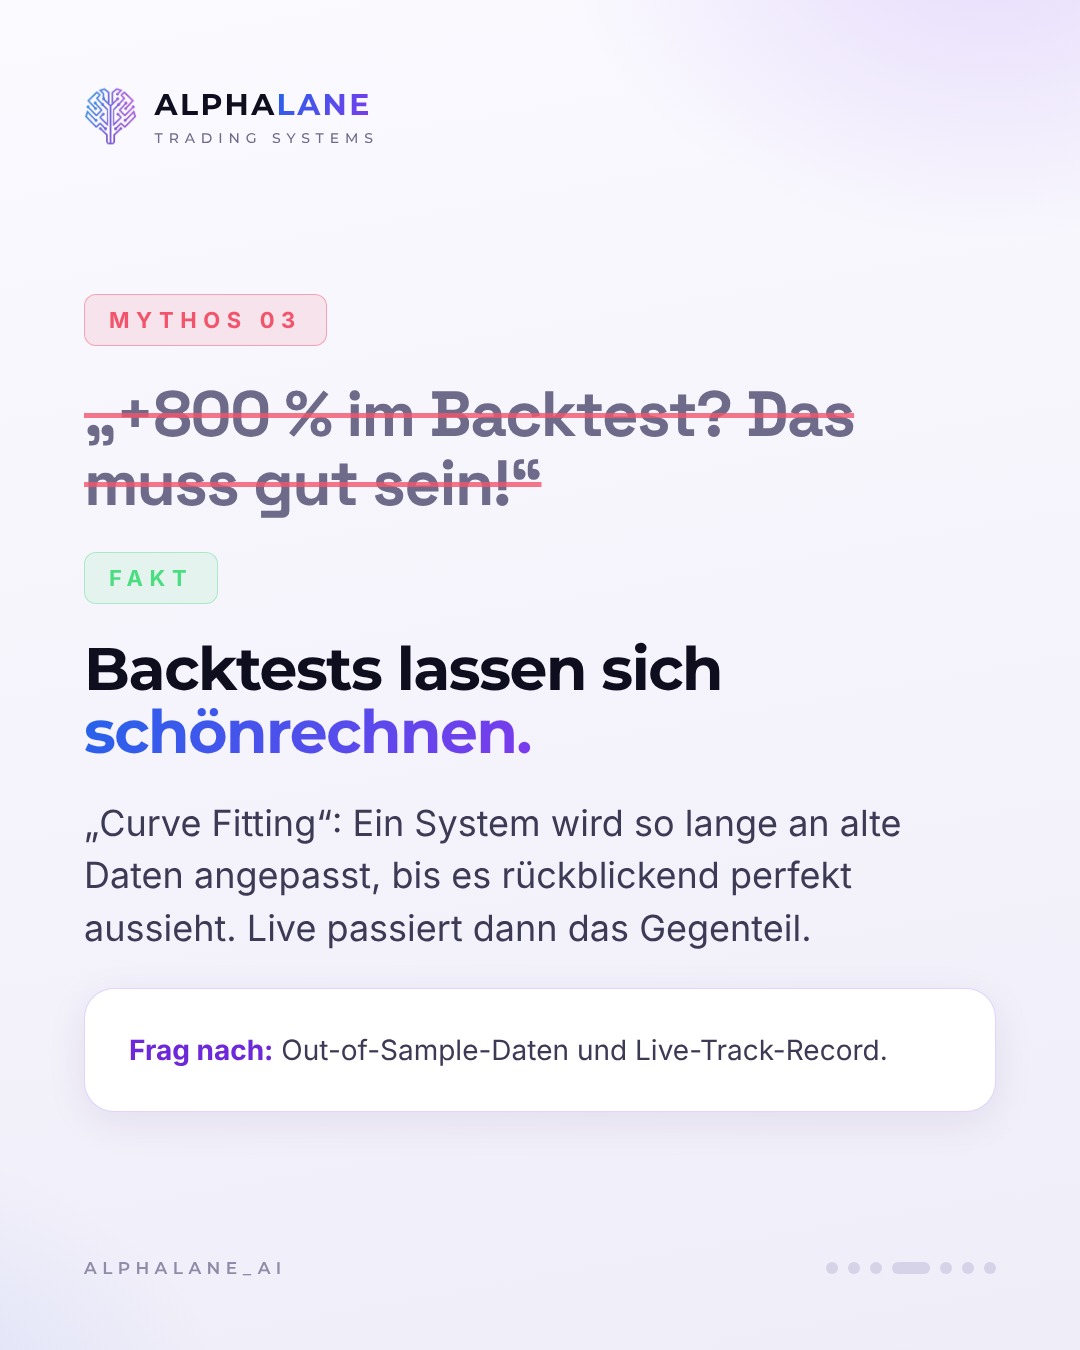 ALPHALANE
TRADING SYSTEMS
MYTHOS 03
„+800 % im Backtest? Das
muss gut sein!“
FAKT
Backtests lassen sich
schönrechnen.
„Curve Fitting“: Ein System wird so lange an alte
Daten angepasst, bis es rückblickend perfekt
aussieht. Live passiert dann das Gegenteil.
Frag nach: Out-of-Sample-Daten und Live-Track-Record.
ALPHALANE_AI